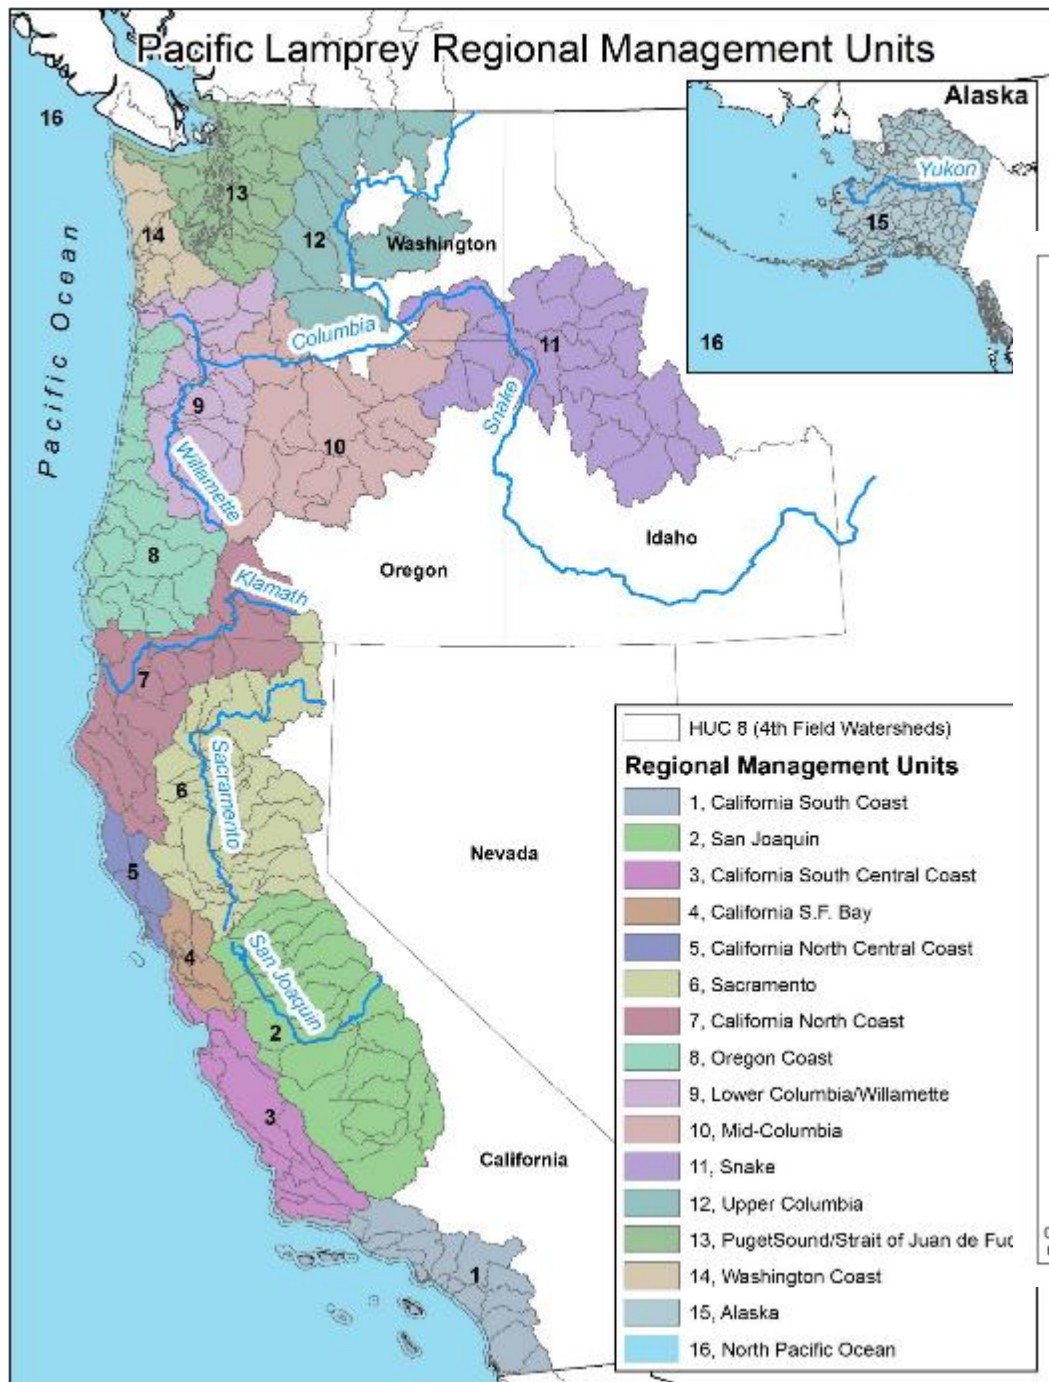 Pacific Lamprey Regional Management Units
16
Alaska
Yukon
15
16
Pacific Ocean
13
14
12
Washington
Columbia
11
Snake
9
10
Willamette
8
Idaho
Oregon
Klamath
7
6
Sacramento
5
Nevada
4
San Joaquin
2
3
California
1
HUC 8 (4th Field Watersheds)
Regional Management Units
1, California South Coast
2, San Joaquin
3, California South Central Coast
4, California S.F. Bay
5, California North Central Coast
6, Sacramento
7, California North Coast
8, Oregon Coast
9, Lower Columbia/Willamette
10, Mid-Columbia
11, Snake
12, Upper Columbia
13, PugetSound/Strait of Juan de Fuc
14, Washington Coast
15, Alaska
16, North Pacific Ocean